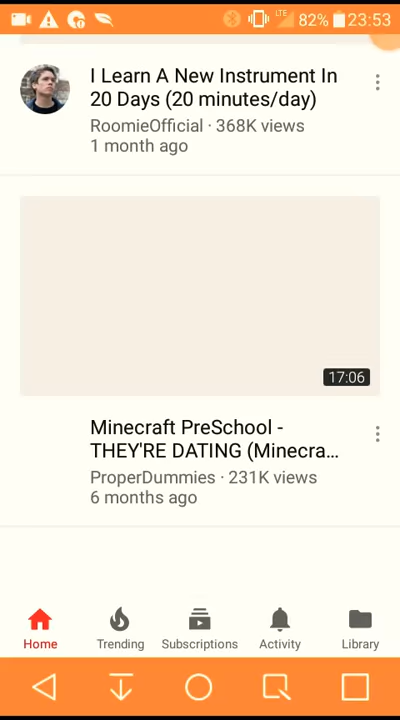 LTE 82% 23:53
I Learn A New Instrument In
20 Days (20 minutes/day)
RoomieOfficial · 368K views
1 month ago
17:06
Minecraft PreSchool -
THEY'RE DATING (Minecra...
ProperDummies · 231K views
6 months ago
Home Trending Subscriptions Activity Library